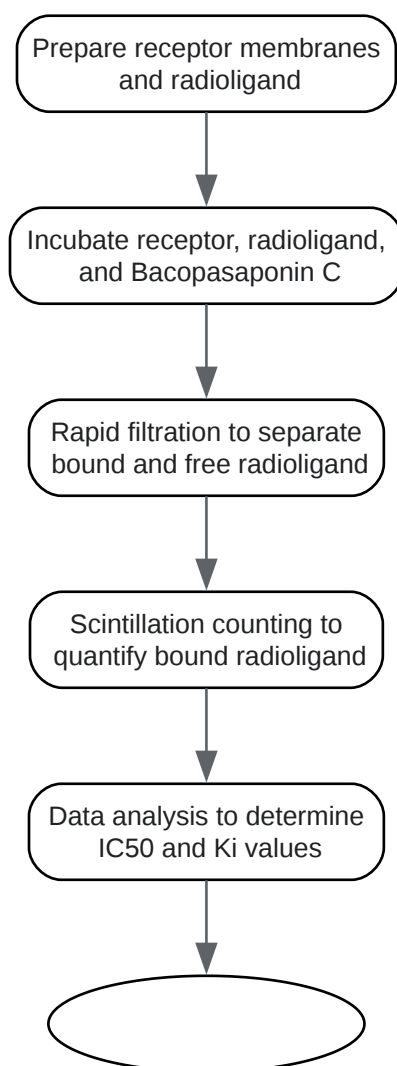 Prepare receptor membranes
and radioligand
Incubate receptor, radioligand,
and Bacopasaponin C
Rapid filtration to separate
bound and free radioligand
Scintillation counting to
quantify bound radioligand
Data analysis to determine
IC50 and Ki values